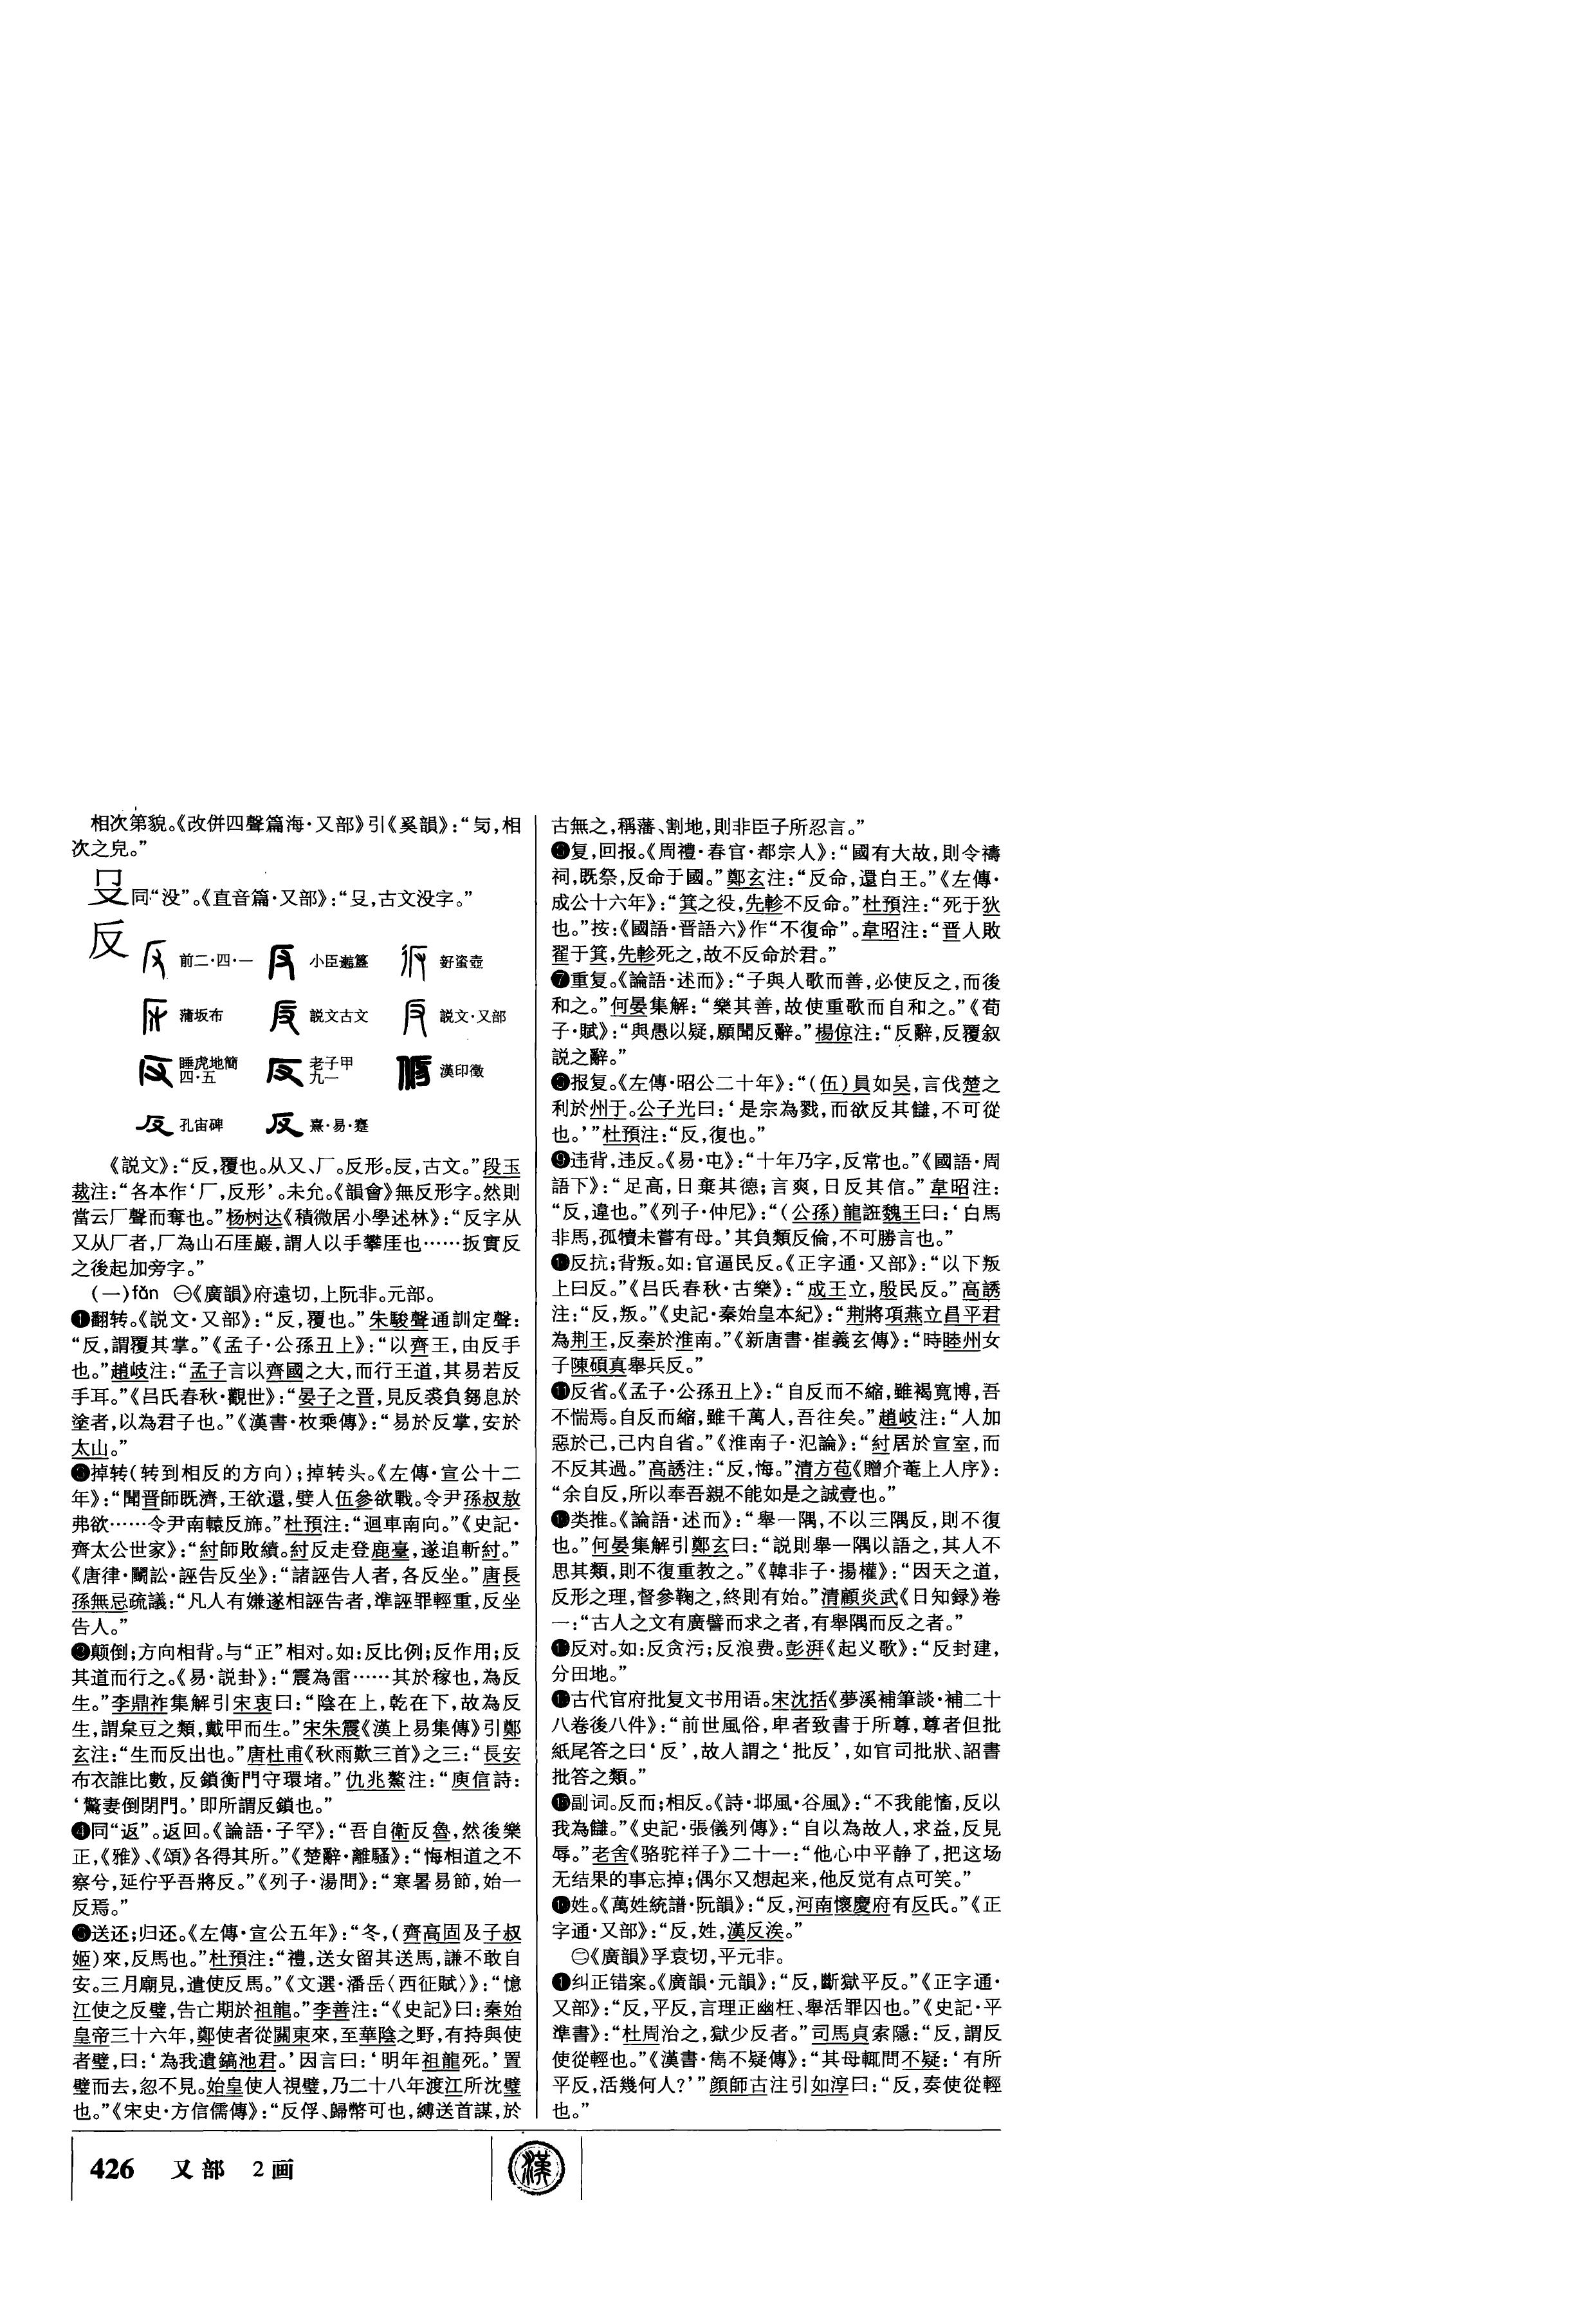 相次第貌。《改併四聲篇海·又部》引《奚韻》：“㕛，相
次之皃。”
𠬛同“没”。《直音篇·又部》：“𠬛，古文没字。”
反
前二·四·一 小臣𬨨簋 𧊒壺
蒲坂布 説文古文 説文·又部
睡虎地簡四·五 老子甲九一 漢印徵
孔宙碑 熹·易·蹇
《説文》：“反，覆也。从又、厂。反形。𠬡，古文。”段玉
裁注：“各本作‘厂，反形’。未允。《韻會》無反形字。然則
當云厂聲而奪也。”杨树达《積微居小學述林》：“反字从
又从厂者，厂為山石厓巖，謂人以手攀厓也……扳實反
之後起加旁字。”
（一）fǎn ㊀《廣韻》府遠切，上阮非。元部。
❶翻转。《説文·又部》：“反，覆也。”朱駿聲通訓定聲：
“反，謂覆其掌。”《孟子·公孫丑上》：“以齊王，由反手
也。”趙岐注：“孟子言以齊國之大，而行王道，其易若反
手耳。”《吕氏春秋·觀世》：“晏子之晋，見反裘負芻息於
塗者，以為君子也。”《漢書·枚乘傳》：“易於反掌，安於
太山。”
掉转（转到相反的方向）；掉转头。《左傳·宣公十二
年》：“聞晋師既濟，王欲還，嬖人伍參欲戰。令尹孫叔敖
弗欲……令尹南轅反斾。”杜預注：“迴車南向。”《史記·
齊太公世家》：“紂師敗績。紂反走登鹿臺，遂追斬紂。”
《唐律·鬭訟·誣告反坐》：“諸誣告人者，各反坐。”唐長
孫無忌疏議：“凡人有嫌遂相誣告者，準誣罪輕重，反坐
告人。”
颠倒；方向相背。与“正”相对。如：反比例；反作用；反
其道而行之。《易·説卦》：“震為雷……其於稼也，為反
生。”李鼎祚集解引宋衷曰：“陰在上，乾在下，故為反
生，謂枲豆之類，戴甲而生。”宋朱震《漢上易集傳》引鄭
玄注：“生而反出也。”唐杜甫《秋雨歎三首》之三：“長安
布衣誰比數，反鎖衡門守環堵。”仇兆鰲注：“庾信詩：
‘驚妻倒閉門。’即所謂反鎖也。”
❹同“返”。返回。《論語·子罕》：“吾自衛反魯，然後樂
正，《雅》、《頌》各得其所。”《楚辭·離騷》：“悔相道之不
察兮，延佇乎吾將反。”《列子·湯問》：“寒暑易節，始一
反焉。”
❺送还；归还。《左傳·宣公五年》：“冬，（齊高固及子叔
姬）來，反馬也。”杜預注：“禮，送女留其送馬，謙不敢自
安。三月廟見，遣使反馬。”《文選·潘岳〈西征賦〉》：“憶
江使之反璧，告亡期於祖龍。”李善注：“《史記》曰：秦始
皇帝三十六年，鄭使者從關東來，至華陰之野，有持與使
者璧，曰：‘為我遺鎬池君。’因言曰：‘明年祖龍死。’置
璧而去，忽不見。始皇使人視璧，乃二十八年渡江所沈璧
也。”《宋史·方信儒傳》：“反俘、歸幣可也，縛送首謀，於
古無之，稱藩、割地，則非臣子所忍言。”
❻复，回报。《周禮·春官·都宗人》：“國有大故，則令禱
祠，既祭，反命于國。”鄭玄注：“反命，還白王。”《左傳·
成公十六年》：“箕之役，先軫不反命。”杜預注：“死于狄
也。”按：《國語·晋語六》作“不復命”。韋昭注：“晋人敗
翟于箕，先軫死之，故不反命於君。”
❼重复。《論語·述而》：“子與人歌而善，必使反之，而後
和之。”何晏集解：“樂其善，故使重歌而自和之。”《荀
子·賦》：“與愚以疑，願聞反辭。”楊倞注：“反辭，反覆叙
説之辭。”
❽报复。《左傳·昭公二十年》：“（伍）員如吴，言伐楚之
利於州于。公子光曰：‘是宗為戮，而欲反其讎，不可從
也。’”杜預注：“反，復也。”
❾违背，违反。《易·屯》：“十年乃字，反常也。”《國語·周
語下》：“足高，日棄其德；言爽，日反其信。”韋昭注：
“反，違也。”《列子·仲尼》：“（公孫）龍誑魏王曰：‘白馬
非馬，孤犢未嘗有母。’其負類反倫，不可勝言也。”
❿反抗；背叛。如：官逼民反。《正字通·又部》：“以下叛
上曰反。”《吕氏春秋·古樂》：“成王立，殷民反。”高誘
注：“反，叛。”《史記·秦始皇本紀》：“荆將項燕立昌平君
為荆王，反秦於淮南。”《新唐書·崔義玄傳》：“時睦州女
子陳碩真舉兵反。”
⓫反省。《孟子·公孫丑上》：“自反而不縮，雖褐寬博，吾
不惴焉。自反而縮，雖千萬人，吾往矣。”趙岐注：“人加
惡於己，己内自省。”《淮南子·氾論》：“紂居於宣室，而
不反其過。”高誘注：“反，悔。”清方苞《贈介菴上人序》：
“余自反，所以奉吾親不能如是之誠壹也。”
⓬类推。《論語·述而》：“舉一隅，不以三隅反，則不復
也。”何晏集解引鄭玄曰：“説則舉一隅以語之，其人不
思其類，則不復重教之。”《韓非子·揚權》：“因天之道，
反形之理，督參鞠之，終則有始。”清顧炎武《日知録》卷
一：“古人之文有廣譬而求之者，有舉隅而反之者。”
⓭反对。如：反贪污；反浪费。彭湃《起义歌》：“反封建，
分田地。”
⓮古代官府批复文书用语。宋沈括《夢溪補筆談·補二十
八卷後八件》：“前世風俗，卑者致書于所尊，尊者但批
紙尾答之曰‘反’，故人謂之‘批反’，如官司批狀、詔書
批答之類。”
⓯副词。反而；相反。《詩·邶風·谷風》：“不我能慉，反以
我為讎。”《史記·張儀列傳》：“自以為故人，求益，反見
辱。”老舍《骆驼祥子》二十一：“他心中平静了，把这场
无结果的事忘掉；偶尔又想起来，他反觉有点可笑。”
⓰姓。《萬姓統譜·阮韻》：“反，河南懷慶府有反氏。”《正
字通·又部》：“反，姓，漢反涘。”
㊁《廣韻》孚袁切，平元非。
❶纠正错案。《廣韻·元韻》：“反，斷獄平反。”《正字通·
又部》：“反，平反，言理正幽枉、舉活罪囚也。”《史記·平
準書》：“杜周治之，獄少反者。”司馬貞索隱：“反，謂反
使從輕也。”《漢書·雋不疑傳》：“其母輒問不疑：‘有所
平反，活幾何人？’”顔師古注引如淳曰：“反，奏使從輕
也。”
426 又部 2画
漢